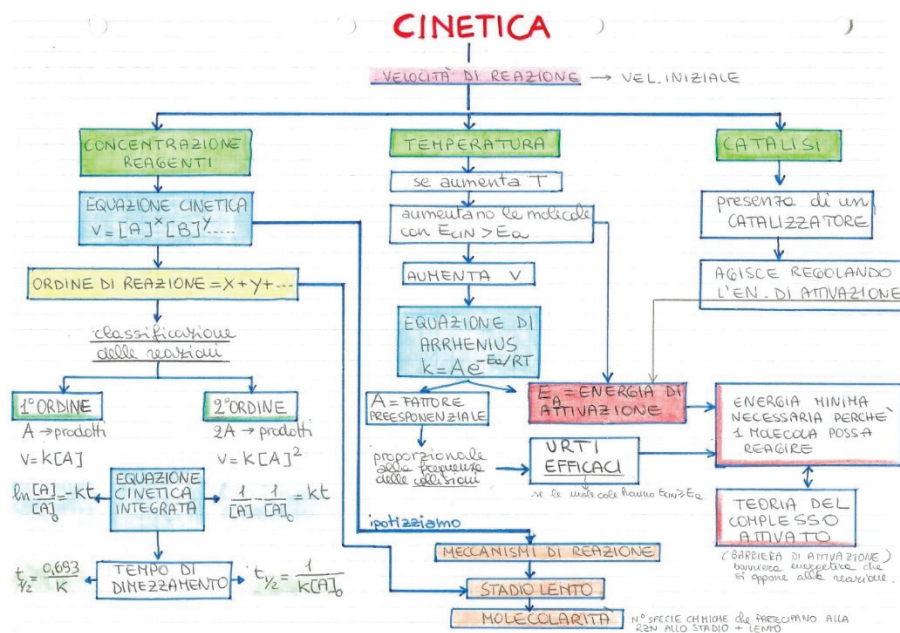 CINETICA
VELOCITÀ DI REAZIONE → VEL. INIZIALE
CONCENTRAZIONE
REAGENTI
EQUAZIONE CINETICA
v = [A]^x [B]^y.....
ORDINE DI REAZIONE = X + Y + ...
classificazione
delle reazioni
1° ORDINE
A → prodotti
v = k[A]
2° ORDINE
2A → prodotti
v = k[A]²
EQUAZIONE
CINETICA
INTEGRATA
ln [A]/[A]₀ = -kt
1/[A] - 1/[A]₀ = kt
TEMPO DI
DIMEZZAMENTO
t½ = 0,693/K
t½ = 1/K[A]₀
TEMPERATURA
se aumenta T
aumentano le molecole
con Ecin > Ea
AUMENTA V
EQUAZIONE DI
ARRHENIUS
k = Ae^-Ea/RT
A = FATTORE
PREESPONENZIALE
proporzionale
alla frequenza
delle collisioni
URTI
EFFICACI
se le molecole hanno Ecin > Ea
EA = ENERGIA DI
ATTIVAZIONE
CATALISI
presenza di un
CATALIZZATORE
AGISCE REGOLANDO
L'EN. DI ATTIVAZIONE
ENERGIA MINIMA
NECESSARIA PERCHÈ
1 MOLECOLA POSSA
REAGIRE
TEORIA DEL
COMPLESSO
ATTIVATO
(BARRIERA DI ATTIVAZIONE)
barriera energetica che
si oppone alla reazione.
ipotizziamo
MECCANISMI DI REAZIONE
STADIO LENTO
MOLECOLARITÀ
N° SPECIE CHIMICHE che PARTECIPANO ALLA
RZN ALLO STADIO + LENTO